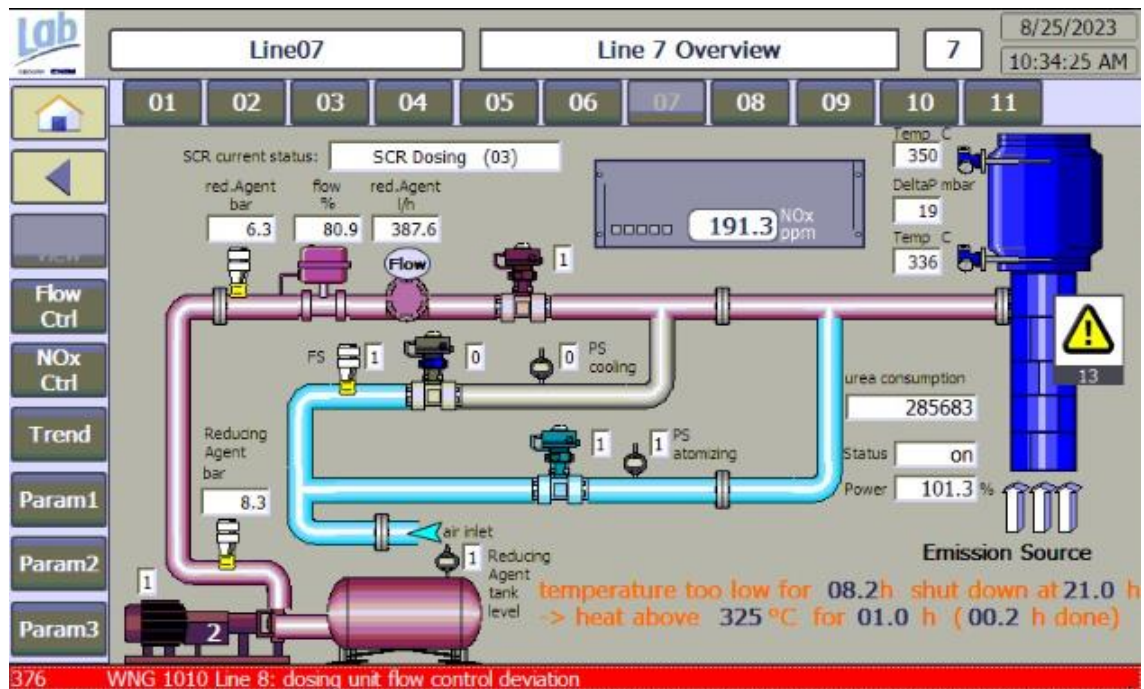 Lab
8/25/2023
Line07
Line 7 Overview
7
10:34:25 AM
01 02 03 04 05 06 07 08 09 10 11
SCR current status: SCR Dosing (03)
red.Agent bar
6.3
flow %
80.9
red.Agent l/h
387.6
Flow
1
191.3 NOx ppm
Temp C
350
DeltaP mbar
19
Temp C
336
Flow Ctrl
NOx Ctrl
Trend
Param1
Param2
Param3
FS 1
0
0 PS cooling
13
urea consumption
285683
Reducing Agent bar
8.3
1
1 PS atomizing
Status on
Power 101.3 %
air inlet
1 Reducing Agent tank level
Emission Source
1
2
temperature too low for 08.2h shut down at 21.0 h
-> heat above 325 °C for 01.0 h (00.2 h done)
376 WNG 1010 Line 8: dosing unit flow control deviation